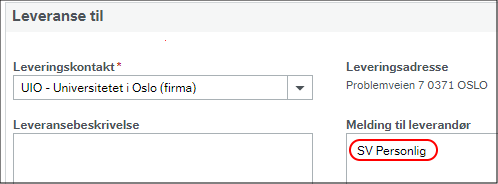 Leveranse til
Leveringskontakt*
Leveringsadresse
UIO - Universitetet i Oslo (firma)
Problemveien 7 0371 OSLO
Leveransebeskrivelse
Melding til leverandør
SV Personlig